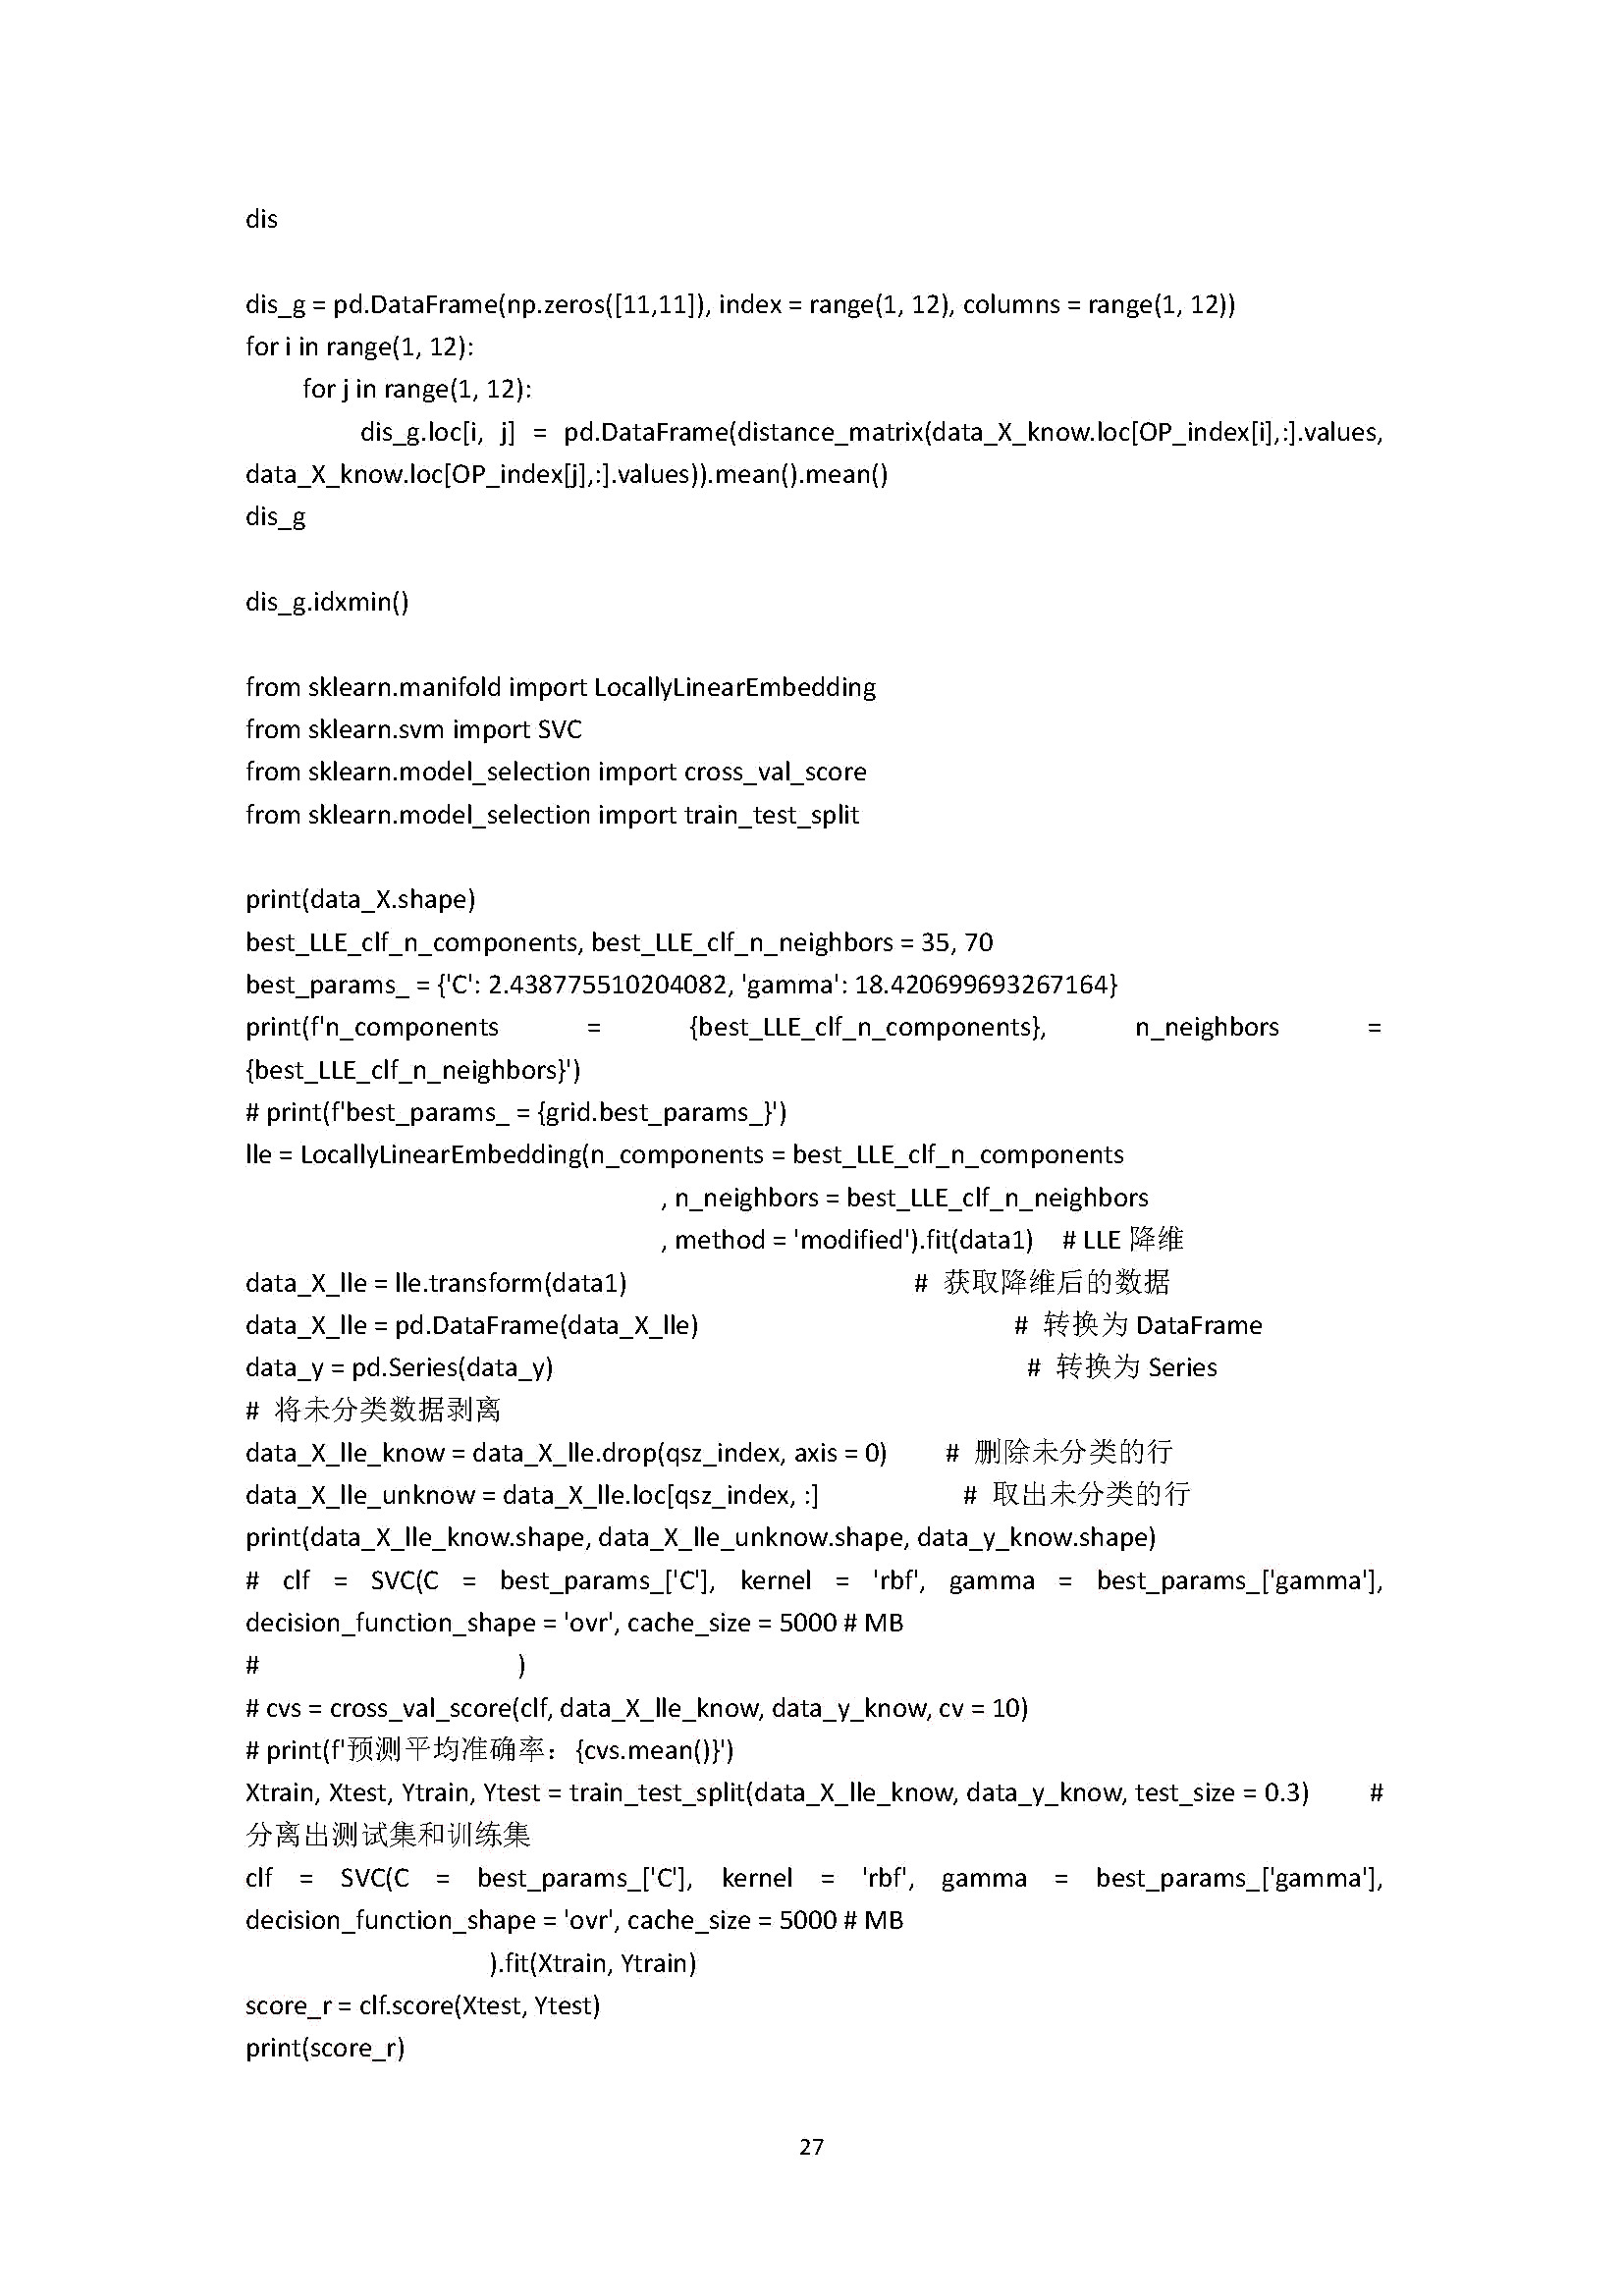 dis
dis_g = pd.DataFrame(np.zeros([11,11]), index = range(1, 12), columns = range(1, 12))
for i in range(1, 12):
for j in range(1, 12):
dis_g.loc[i, j] = pd.DataFrame(distance_matrix(data_X_know.loc[OP_index[i],:].values,
data_X_know.loc[OP_index[j],:].values)).mean().mean()
dis_g
dis_g.idxmin()
from sklearn.manifold import LocallyLinearEmbedding
from sklearn.svm import SVC
from sklearn.model_selection import cross_val_score
from sklearn.model_selection import train_test_split
print(data_X.shape)
best_LLE_clf_n_components, best_LLE_clf_n_neighbors = 35, 70
best_params_ = {'C': 2.438775510204082, 'gamma': 18.420699693267164}
print(f'n_components = {best_LLE_clf_n_components}, n_neighbors =
{best_LLE_clf_n_neighbors}')
# print(f'best_params_ = {grid.best_params_}')
lle = LocallyLinearEmbedding(n_components = best_LLE_clf_n_components
, n_neighbors = best_LLE_clf_n_neighbors
, method = 'modified').fit(data1) # LLE 降维
data_X_lle = lle.transform(data1) # 获取降维后的数据
data_X_lle = pd.DataFrame(data_X_lle) # 转换为 DataFrame
data_y = pd.Series(data_y) # 转换为 Series
# 将未分类数据剥离
data_X_lle_know = data_X_lle.drop(qsz_index, axis = 0) # 删除未分类的行
data_X_lle_unknow = data_X_lle.loc[qsz_index, :] # 取出未分类的行
print(data_X_lle_know.shape, data_X_lle_unknow.shape, data_y_know.shape)
# clf = SVC(C = best_params_['C'], kernel = 'rbf', gamma = best_params_['gamma'],
decision_function_shape = 'ovr', cache_size = 5000 # MB
# )
# cvs = cross_val_score(clf, data_X_lle_know, data_y_know, cv = 10)
# print(f'预测平均准确率：{cvs.mean()}')
Xtrain, Xtest, Ytrain, Ytest = train_test_split(data_X_lle_know, data_y_know, test_size = 0.3) #
分离出测试集和训练集
clf = SVC(C = best_params_['C'], kernel = 'rbf', gamma = best_params_['gamma'],
decision_function_shape = 'ovr', cache_size = 5000 # MB
).fit(Xtrain, Ytrain)
score_r = clf.score(Xtest, Ytest)
print(score_r)
27